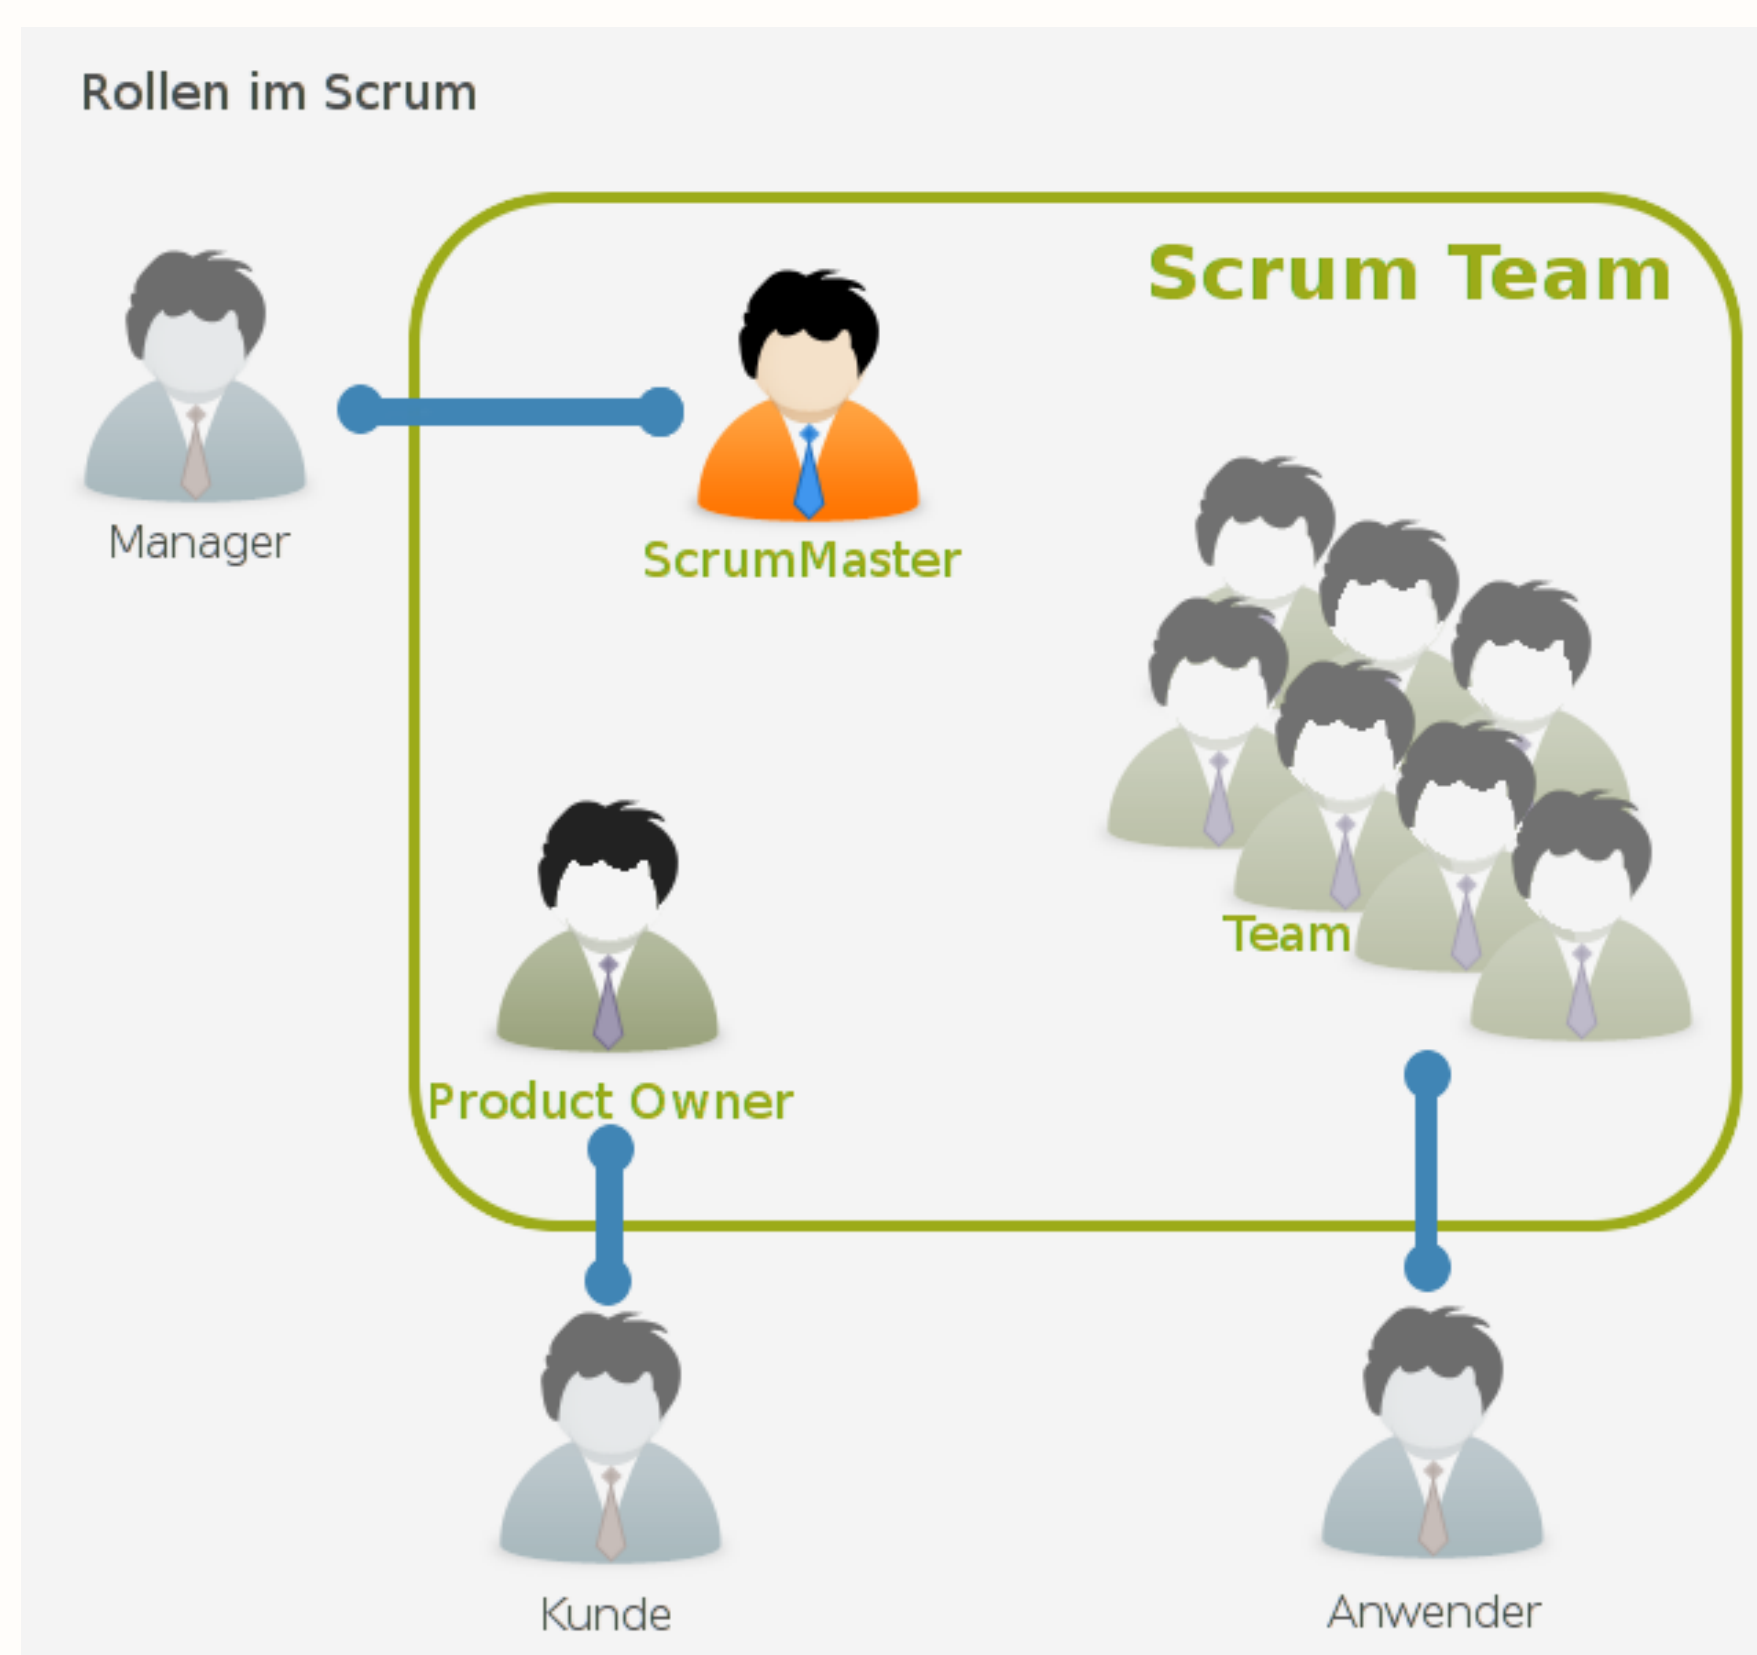 Rollen im Scrum
Scrum Team
Manager
ScrumMaster
Team
Product Owner
Kunde
Anwender